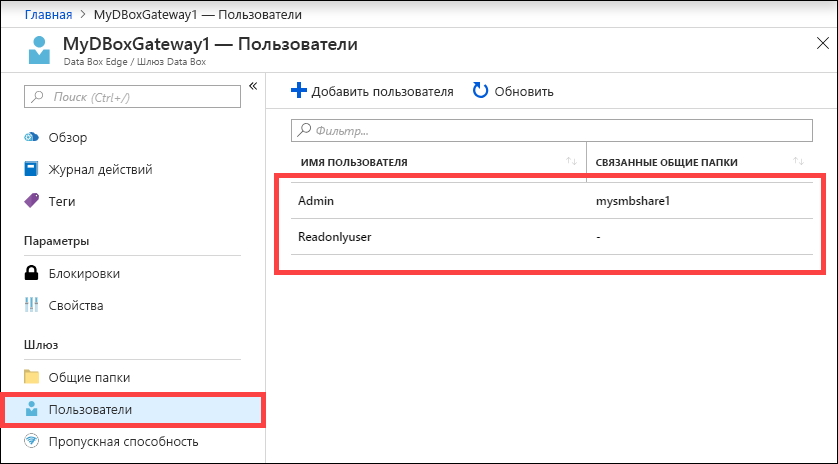 Главная > MyDBoxGateway1 — Пользователи
MyDBoxGateway1 — Пользователи
Data Box Edge / Шлюз Data Box
Поиск (Ctrl+/)
Обзор
Журнал действий
Теги
Параметры
Блокировки
Свойства
Шлюз
Общие папки
Пользователи
Пропускная способность
Добавить пользователя
Обновить
Фильтр...
ИМЯ ПОЛЬЗОВАТЕЛЯ СВЯЗАННЫЕ ОБЩИЕ ПАПКИ
Admin mysmbshare1
Readonlyuser -